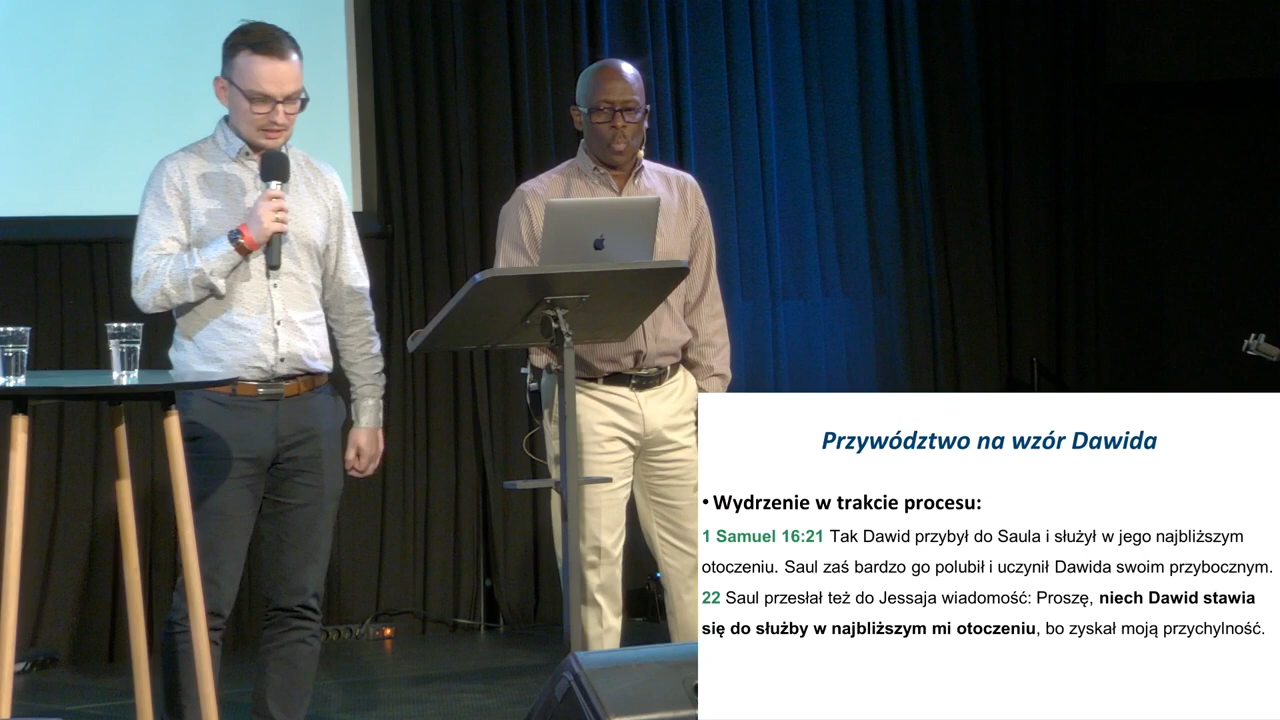 Przywództwo na wzór Dawida
• Wydrzenie w trakcie procesu:
1 Samuel 16:21 Tak Dawid przybył do Saula i służył w jego najbliższym
otoczeniu. Saul zaś bardzo go polubił i uczynił Dawida swoim przybocznym.
22 Saul przesłał też do Jessaja wiadomość: Proszę, niech Dawid stawia
się do służby w najbliższym mi otoczeniu, bo zyskał moją przychylność.